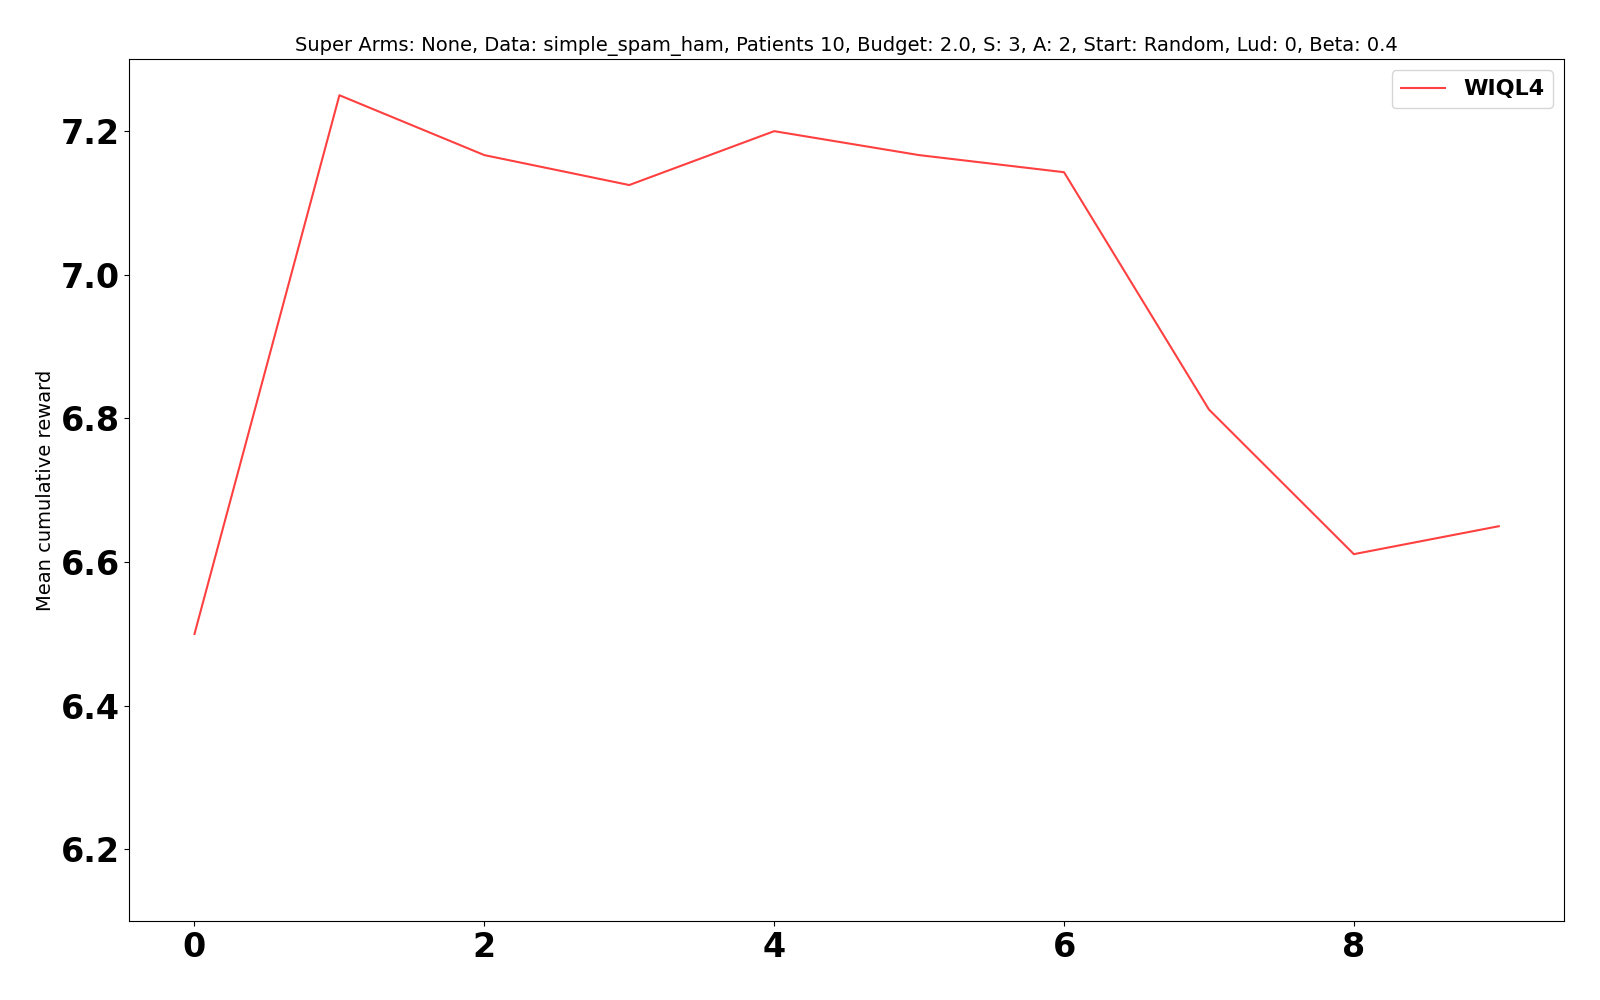 Super Arms: None, Data: simple_spam_ham, Patients 10, Budget: 2.0, S: 3, A: 2, Start: Random, Lud: 0, Beta: 0.4
WIQL4
7.2
7.0
6.8
6.6
6.4
6.2
Mean cumulative reward
0 2 4 6 8